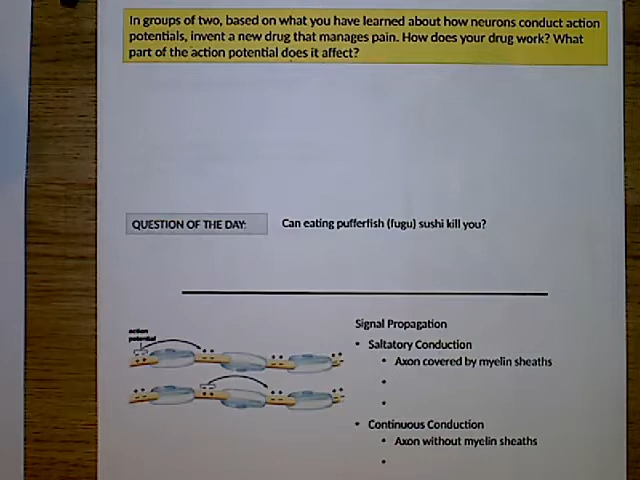 In groups of two, based on what you have learned about how neurons conduct action
potentials, invent a new drug that manages pain. How does your drug work? What
part of the action potential does it affect?
QUESTION OF THE DAY:
Can eating pufferfish (fugu) sushi kill you?
action
potential
Signal Propagation
• Saltatory Conduction
• Axon covered by myelin sheaths
•
•
• Continuous Conduction
• Axon without myelin sheaths
•